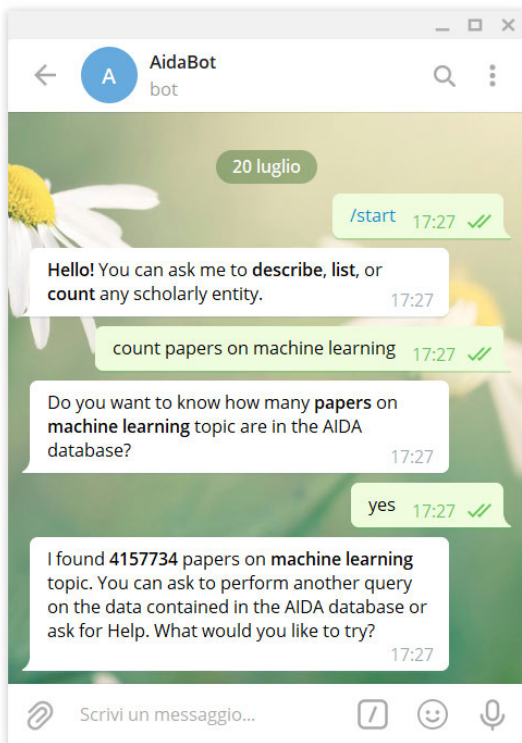 A
AidaBot
bot
20 luglio
/start 17:27
Hello! You can ask me to describe, list, or
count any scholarly entity.
17:27
count papers on machine learning 17:27
Do you want to know how many papers on
machine learning topic are in the AIDA
database?
17:27
yes 17:27
I found 4157734 papers on machine learning
topic. You can ask to perform another query
on the data contained in the AIDA database or
ask for Help. What would you like to try?
17:27
Scrivi un messaggio...